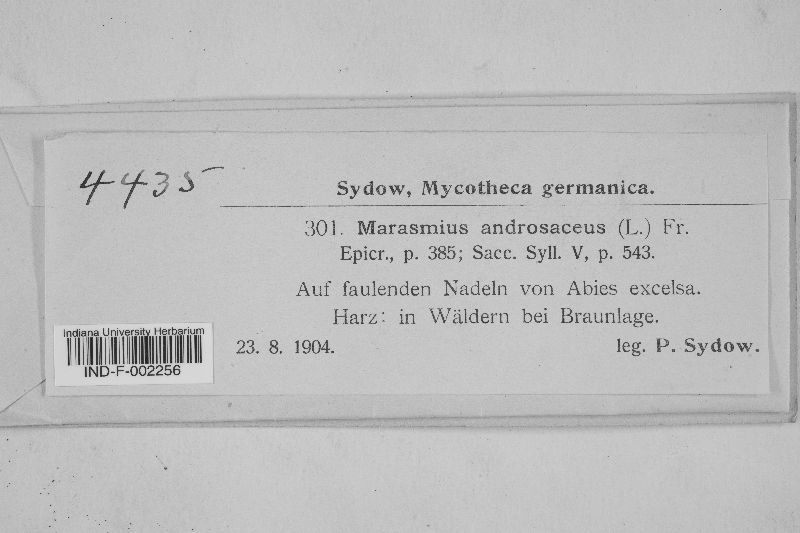 4435
Sydow, Mycotheca germanica.
301. Marasmius androsaceus (L.) Fr.
Epicr., p. 385; Sacc. Syll. V, p. 543.
Auf faulenden Nadeln von Abies excelsa.
Harz: in Wäldern bei Braunlage.
23. 8. 1904. leg. P. Sydow.
Indiana University Herbarium
IND-F-002256